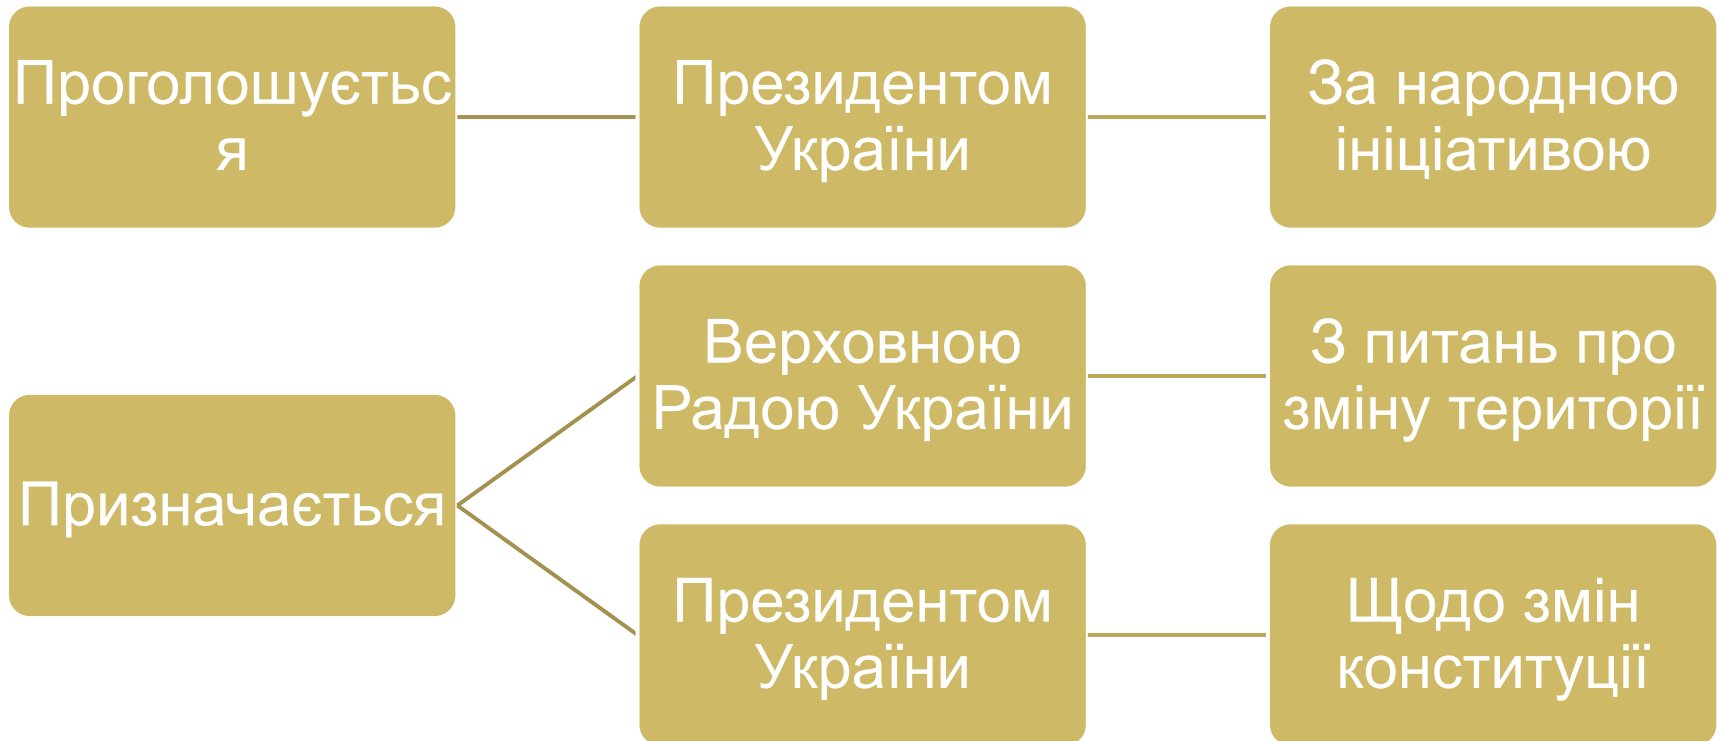 Проголошуєтьс
я
Президентом
України
За народною
ініціативою
Призначається
Верховною
Радою України
З питань про
зміну території
Президентом
України
Щодо змін
конституції